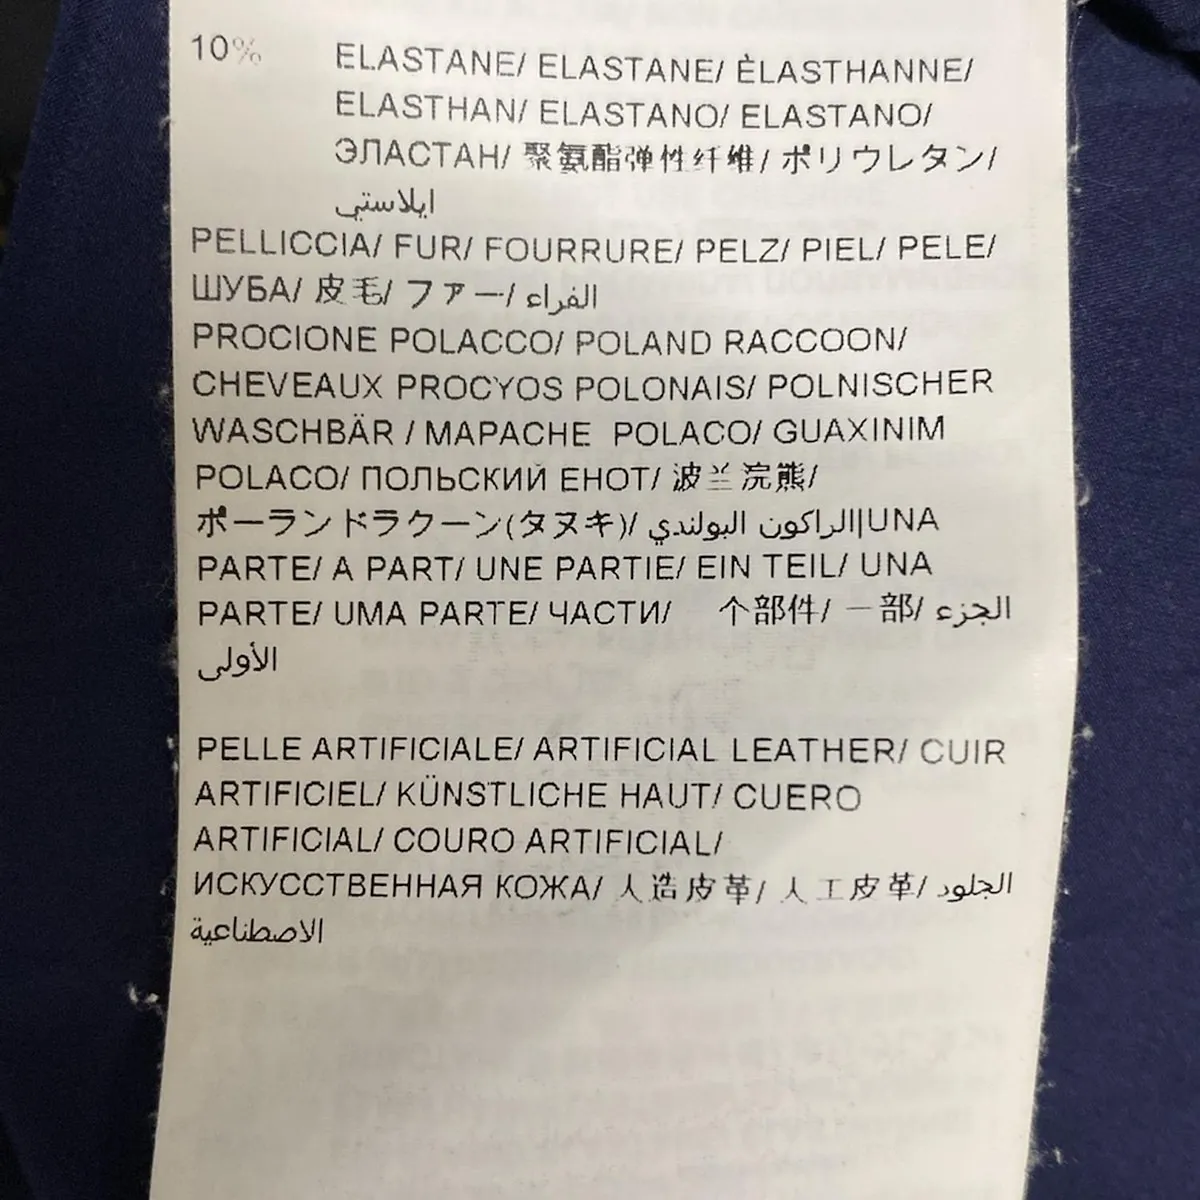 10% ELASTANE/ ELASTANE/ ÈLASTHANNE/
ELASTHAN/ ELASTANO/ ELASTANO/
ЭЛАСТАН/ 聚氨酯弹性纤维/ ポリウレタン/
ايلاستي
PELLICCIA/ FUR/ FOURRURE/ PELZ/ PIEL/ PELE/
ШУБА/ 皮毛/ ファー/ الفراء
PROCIONE POLACCO/ POLAND RACCOON/
CHEVEAUX PROCYOS POLONAIS/ POLNISCHER
WASCHBÄR / MAPACHE POLACO/ GUAXINIM
POLACO/ ПОЛЬСКИЙ ЕНОТ/ 波兰浣熊/
ポーランドラクーン(タヌキ)/ الراكون البولندي|UNA
PARTE/ A PART/ UNE PARTIE/ EIN TEIL/ UNA
PARTE/ UMA PARTE/ ЧАСТИ/ 个部件/ 一部/ الجزء
الأولى
PELLE ARTIFICIALE/ ARTIFICIAL LEATHER/ CUIR
ARTIFICIEL/ KÜNSTLICHE HAUT/ CUERO
ARTIFICIAL/ COURO ARTIFICIAL/
ИСКУССТВЕННАЯ КОЖА/ 人造皮革/ 人工皮革/ الجلود
الاصطناعية